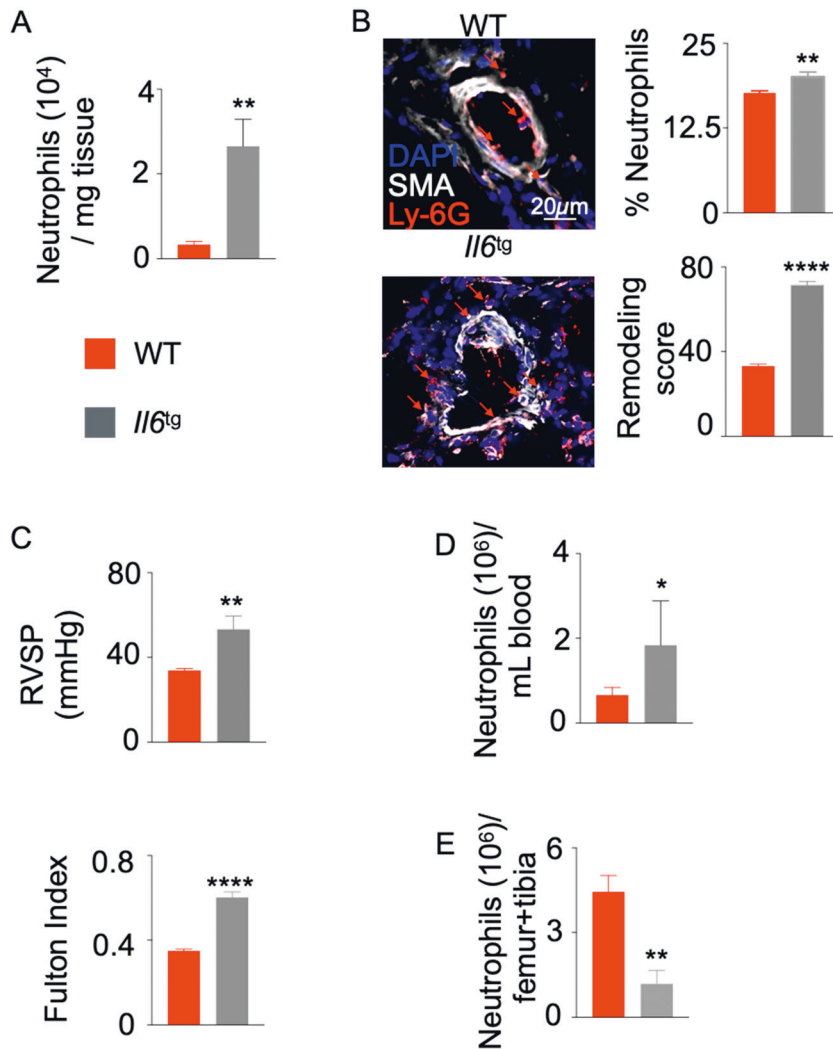 A
Neutrophils (10⁴)
/ mg tissue
4
2
0
**
WT
Il6ᵗᵍ
B
WT
DAPI
SMA
Ly-6G
20µm
Il6ᵗᵍ
% Neutrophils
25
12.5
0
**
Remodeling
score
80
40
0
****
C
RVSP
(mmHg)
80
40
0
**
Fulton Index
0.8
0.4
0
****
D
Neutrophils (10⁶)/
mL blood
4
2
0
*
E
Neutrophils (10⁶)/
femur+tibia
6
3
0
**